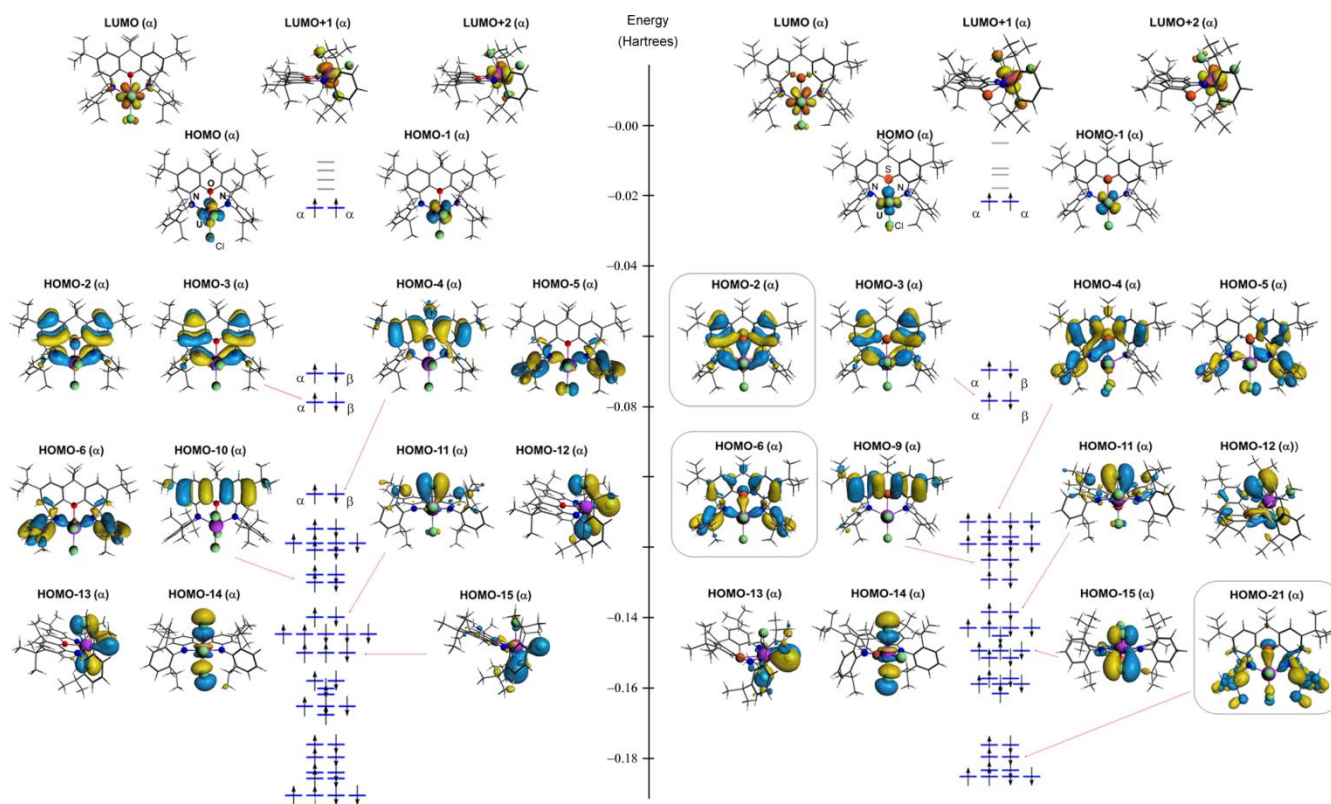 LUMO (α) LUMO+1 (α) LUMO+2 (α) Energy LUMO (α) LUMO+1 (α) LUMO+2 (α)
(Hartrees)
HOMO (α) HOMO-1 (α) −0.00 HOMO (α) HOMO-1 (α)
O S
N N N N
U −0.02 U
α α α α
Cl Cl
−0.04
HOMO-2 (α) HOMO-3 (α) HOMO-4 (α) HOMO-5 (α) HOMO-2 (α) HOMO-3 (α) HOMO-4 (α) HOMO-5 (α)
−0.06
α β α β
α β −0.08 α β
HOMO-6 (α) HOMO-10 (α) HOMO-11 (α) HOMO-12 (α) HOMO-6 (α) HOMO-9 (α) HOMO-11 (α) HOMO-12 (α))
α β
HOMO-13 (α) HOMO-14 (α) HOMO-15 (α) HOMO-13 (α) HOMO-14 (α) HOMO-15 (α) HOMO-21 (α)
−0.14
−0.16
−0.18